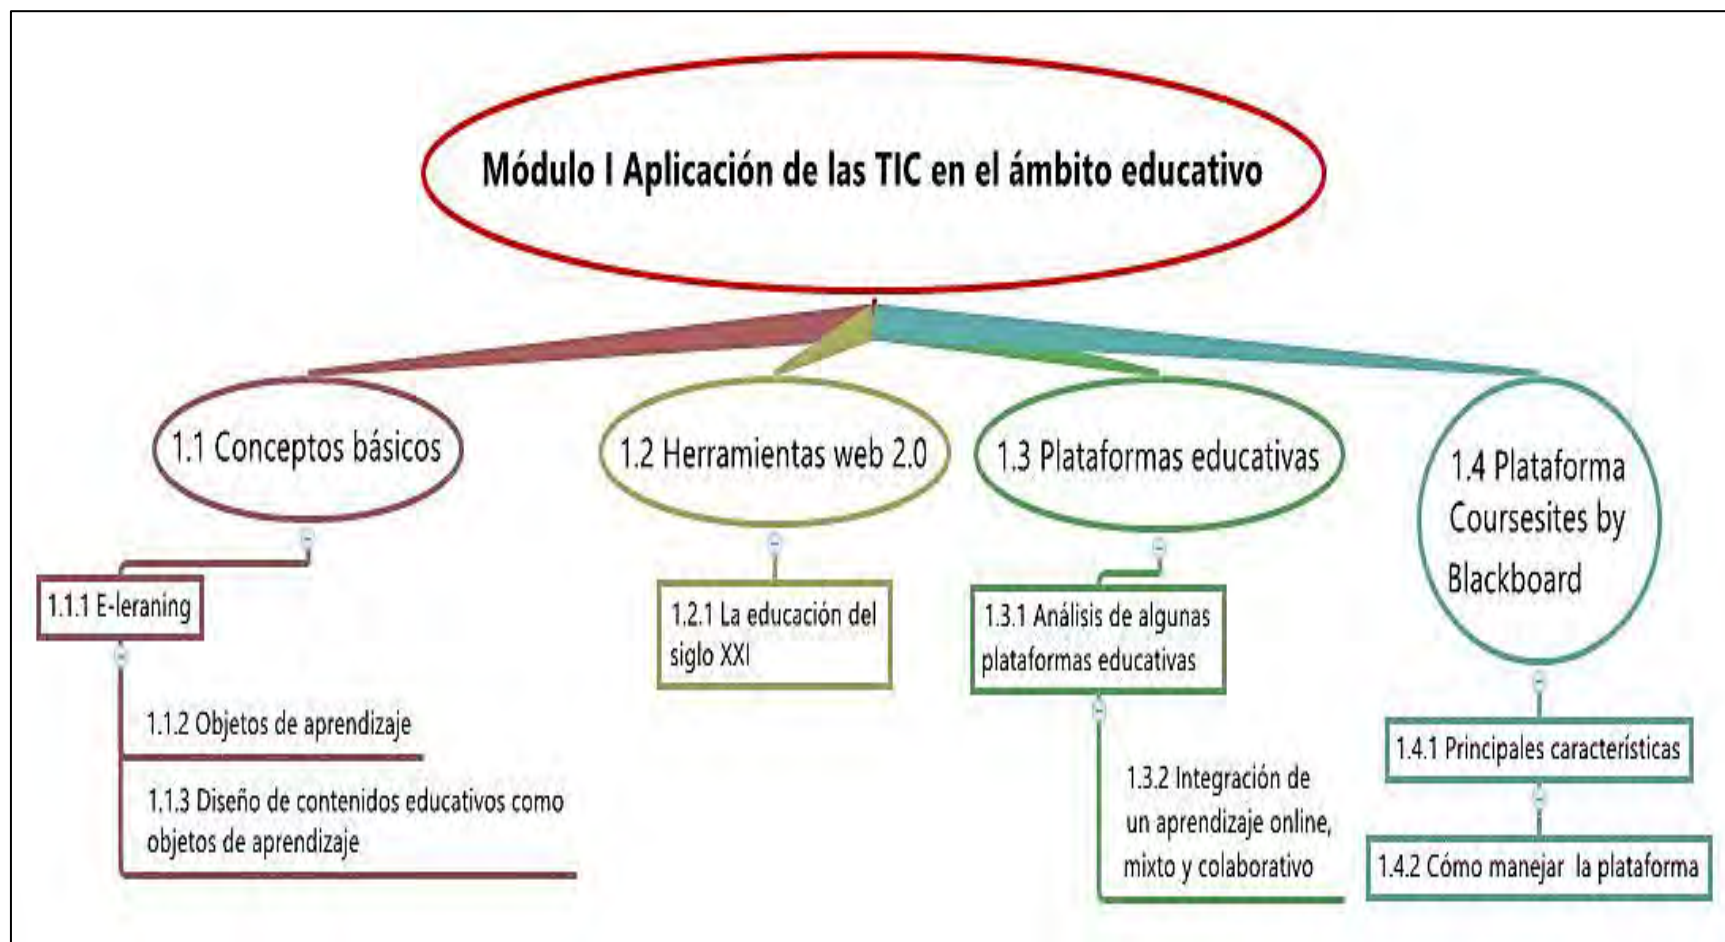 Módulo I Aplicación de las TIC en el ámbito educativo
1.1 Conceptos básicos
1.1.1 E-leraning
1.1.2 Objetos de aprendizaje
1.1.3 Diseño de contenidos educativos como
objetos de aprendizaje
1.2 Herramientas web 2.0
1.2.1 La educación del
siglo XXI
1.3 Plataformas educativas
1.3.1 Análisis de algunas
plataformas educativas
1.3.2 Integración de
un aprendizaje online,
mixto y colaborativo
1.4 Plataforma
Coursesites by
Blackboard
1.4.1 Principales características
1.4.2 Cómo manejar la plataforma